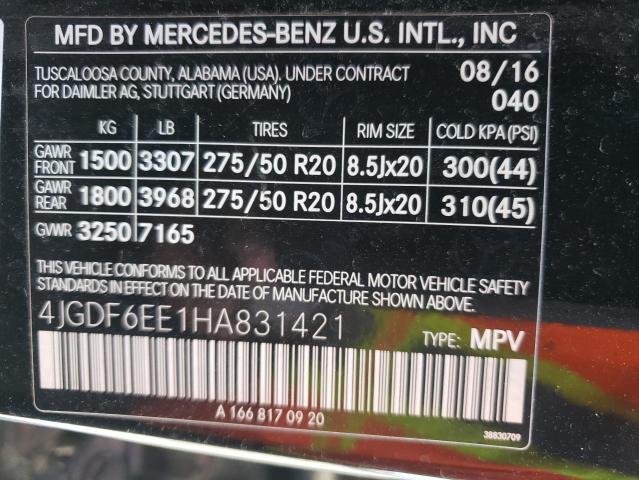 MFD BY MERCEDES-BENZ U.S. INTL., INC
TUSCALOOSA COUNTY, ALABAMA (USA). UNDER CONTRACT 08/16
FOR DAIMLER AG, STUTTGART (GERMANY) 040
KG LB TIRES RIM SIZE COLD KPA(PSI)
GAWR FRONT 1500 3307 275/50 R20 8.5Jx20 300(44)
GAWR REAR 1800 3968 275/50 R20 8.5Jx20 310(45)
GVWR 3250 7165
THIS VEHICLE CONFORMS TO ALL APPLICABLE FEDERAL MOTOR VEHICLE SAFETY
STANDARDS IN EFFECT ON THE DATE OF MANUFACTURE SHOWN ABOVE.
4JGDF6EE1HA831421 TYPE: MPV
A 166 817 09 20
38830709